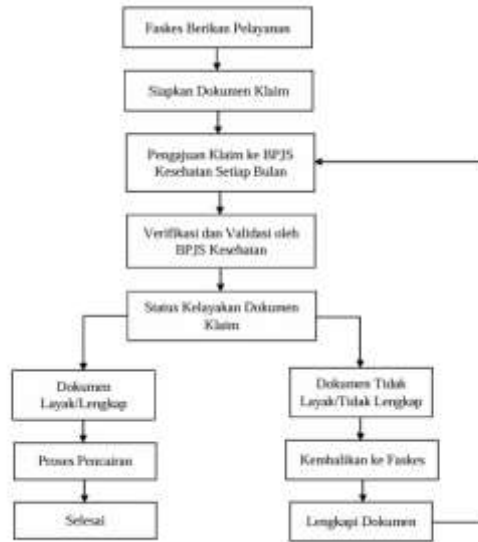 Faskes Berikan Pelayanan
Siapkan Dokumen Klaim
Pengajuan Klaim ke BPJS
Kesehatan Setiap Bulan
Verifikasi dan Validasi oleh
BPJS Kesehatan
Status Kelayakan Dokumen
Klaim
Dokumen
Layak/Lengkap
Dokumen Tidak
Layak/Tidak Lengkap
Proses Pencairan
Kembalikan ke Faskes
Selesai
Lengkapi Dokumen